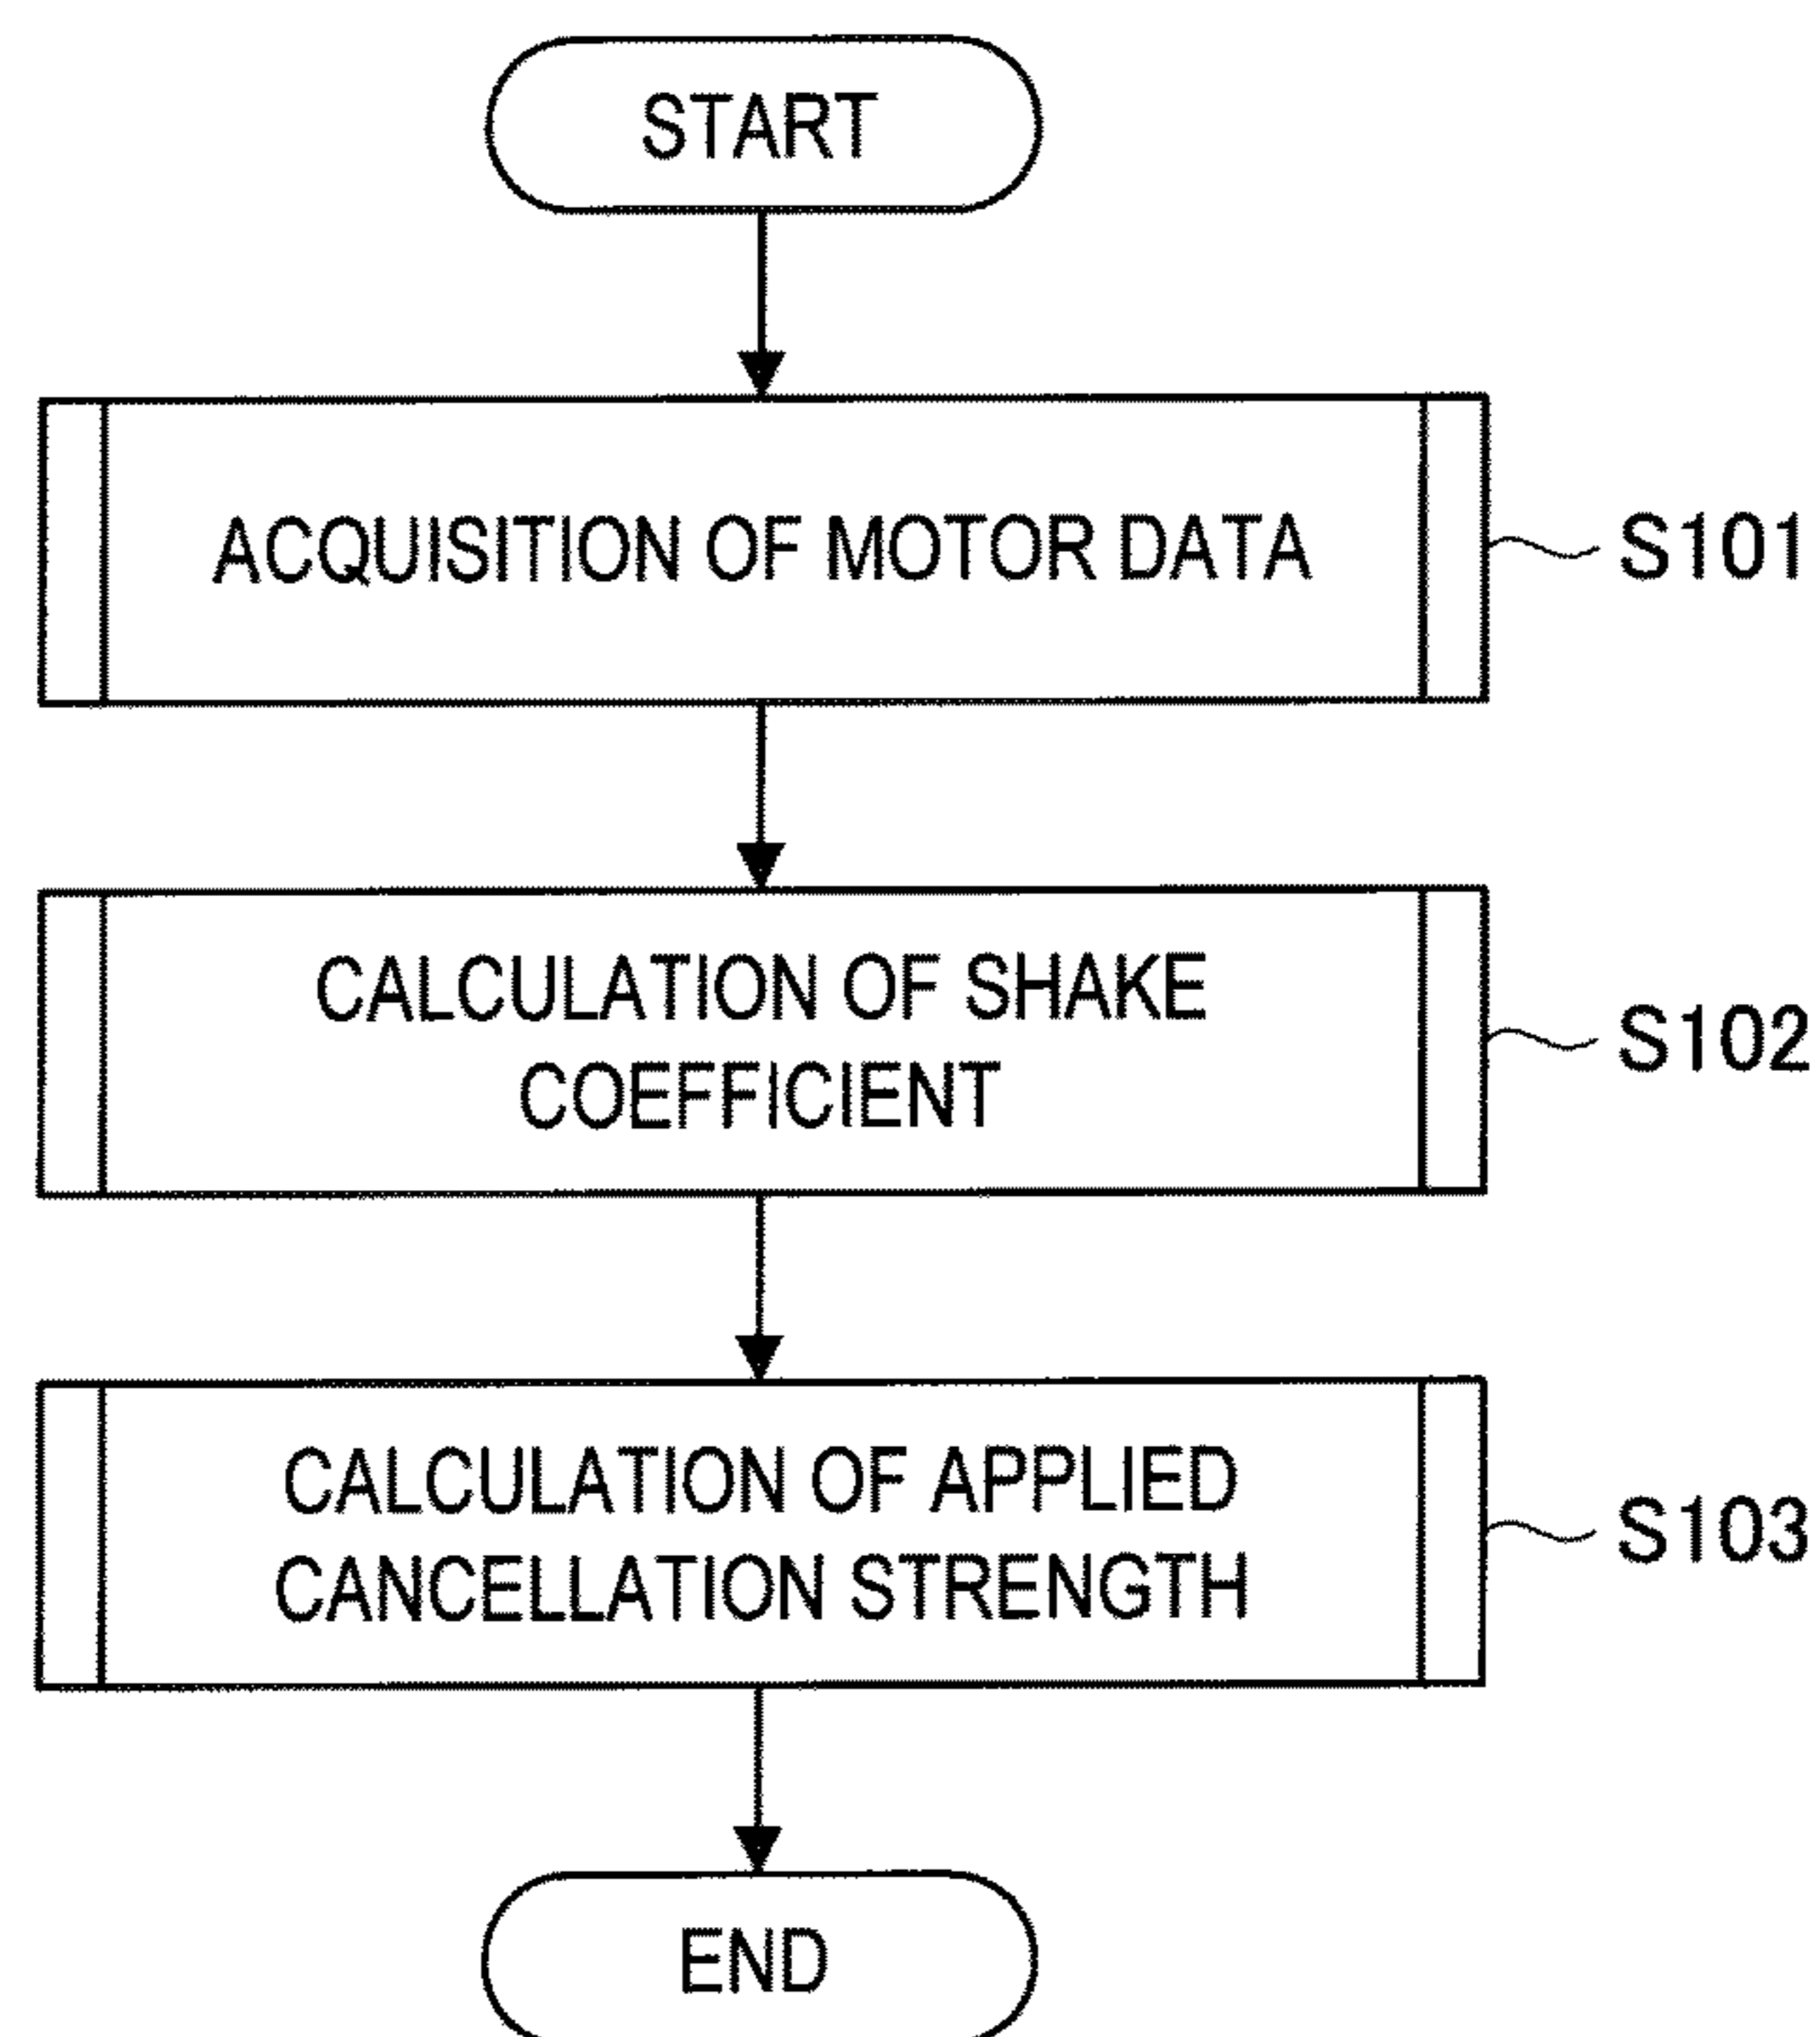 START
ACQUISITION OF MOTOR DATA
S101
CALCULATION OF SHAKE
COEFFICIENT
S102
CALCULATION OF APPLIED
CANCELLATION STRENGTH
S103
END